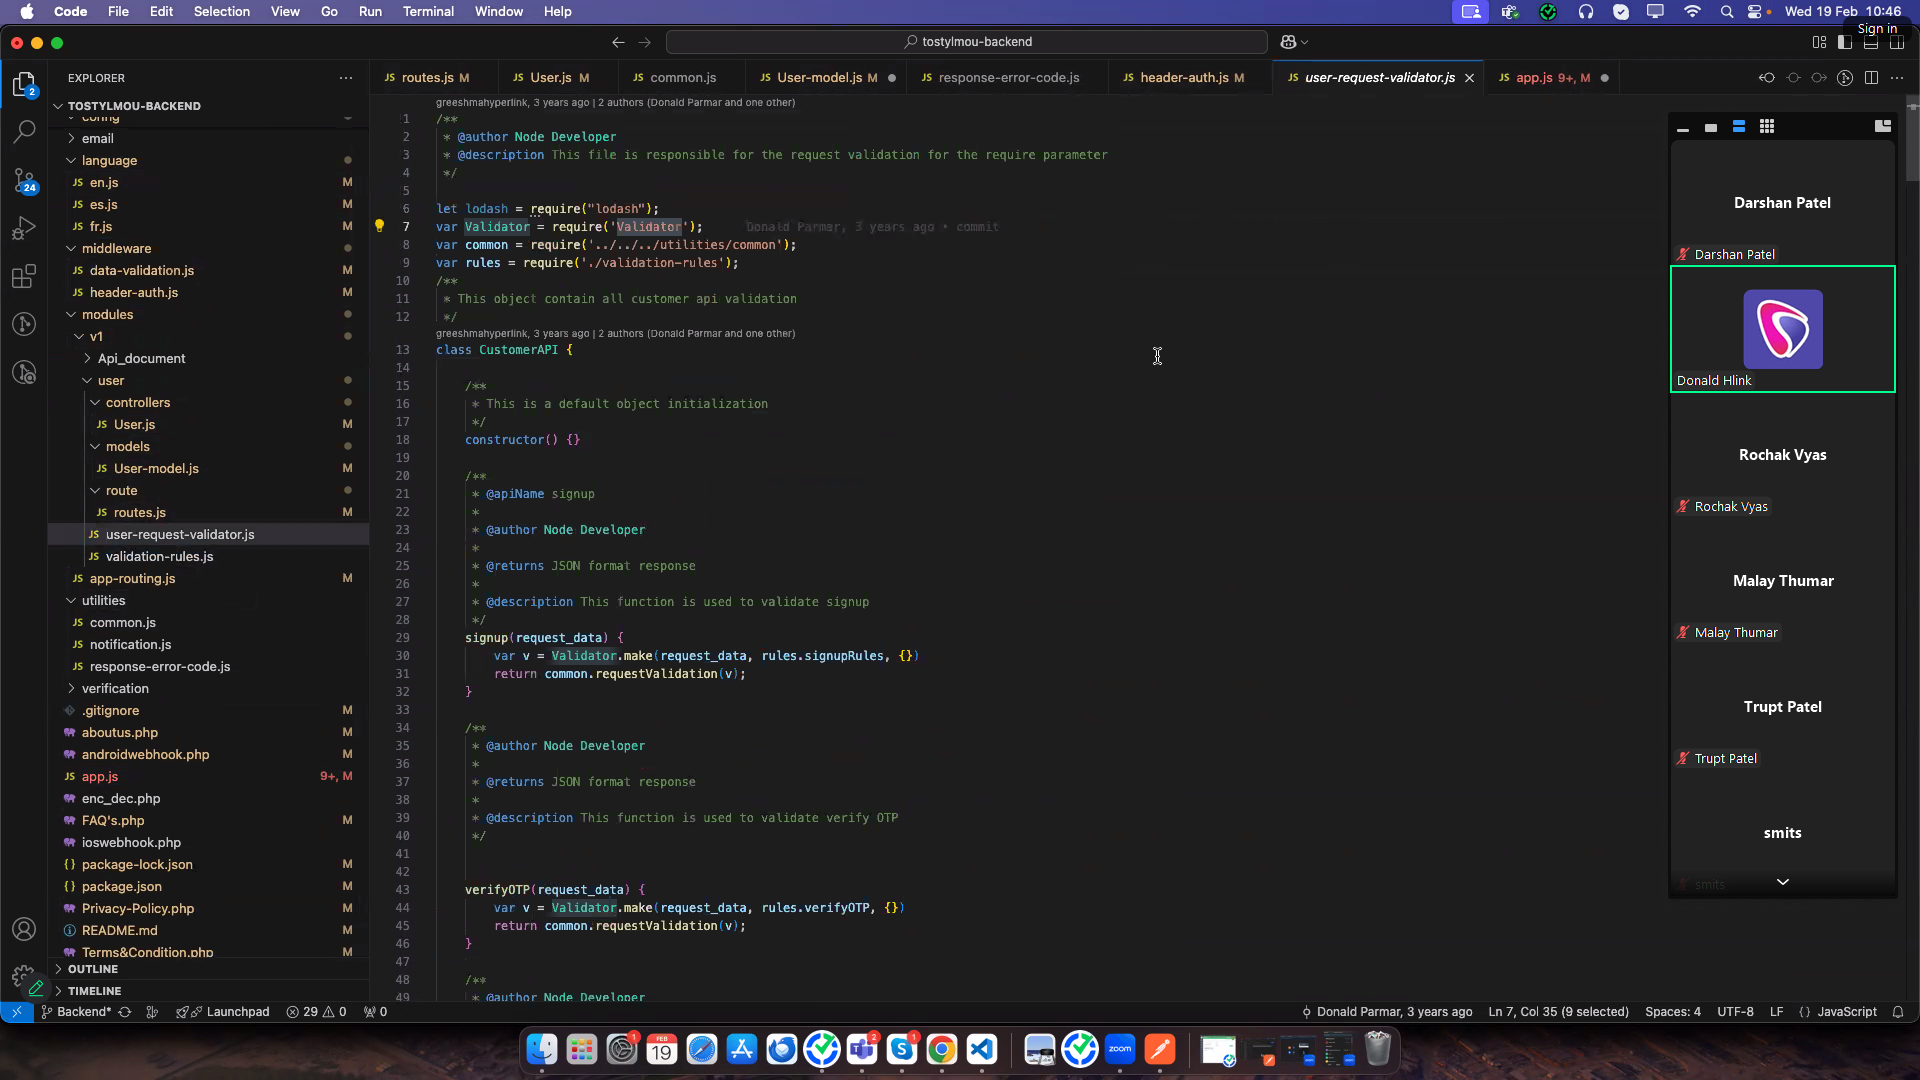 Code File Edit Selection View Go Run Terminal Window Help
Wed 19 Feb 10:46
Sign in
tostylmou-backend
EXPLORER
routes.js M
User.js M
common.js
User-model.js M
response-error-code.js
header-auth.js M
user-request-validator.js
app.js 9+, M
TOSTYLMOU-BACKEND
config
email
language
en.js M
es.js M
fr.js M
middleware
data-validation.js M
header-auth.js M
modules
v1
Api_document
user
controllers
User.js M
models
User-model.js M
route
routes.js M
user-request-validator.js
validation-rules.js
app-routing.js M
utilities
common.js
notification.js
response-error-code.js
verification
.gitignore M
aboutus.php M
androidwebhook.php M
app.js 9+, M
enc_dec.php
FAQ's.php M
ioswebhook.php
package-lock.json M
package.json M
Privacy-Policy.php M
README.md M
Terms&Condition.php M
OUTLINE
TIMELINE
2
24
greeshmahyperlink, 3 years ago | 2 authors (Donald Parmar and one other)
1 /**
2 * @author Node Developer
3 * @description This file is responsible for the request validation for the require parameter
4 */
5
6 let lodash = require("lodash");
7 var Validator = require('Validator'); Donald Parmar, 3 years ago • commit
8 var common = require('../../../utilities/common');
9 var rules = require('./validation-rules');
10 /**
11 * This object contain all customer api validation
12 */
greeshmahyperlink, 3 years ago | 2 authors (Donald Parmar and one other)
13 class CustomerAPI {
14
15 /**
16 * This is a default object initialization
17 */
18 constructor() {}
19
20 /**
21 * @apiName signup
22 *
23 * @author Node Developer
24 *
25 * @returns JSON format response
26 *
27 * @description This function is used to validate signup
28 */
29 signup(request_data) {
30 var v = Validator.make(request_data, rules.signupRules, {})
31 return common.requestValidation(v);
32 }
33
34 /**
35 * @author Node Developer
36 *
37 * @returns JSON format response
38 *
39 * @description This function is used to validate verify OTP
40 */
41
42
43 verifyOTP(request_data) {
44 var v = Validator.make(request_data, rules.verifyOTP, {})
45 return common.requestValidation(v);
46 }
47
48 /**
49 * @author Node Developer
Darshan Patel
Darshan Patel
Donald Hlink
Rochak Vyas
Rochak Vyas
Malay Thumar
Malay Thumar
Trupt Patel
Trupt Patel
smits
smits
Backend* Launchpad 29 0 0
Donald Parmar, 3 years ago Ln 7, Col 35 (9 selected) Spaces: 4 UTF-8 LF {} JavaScript
1
FEB
19
2
1
zoom